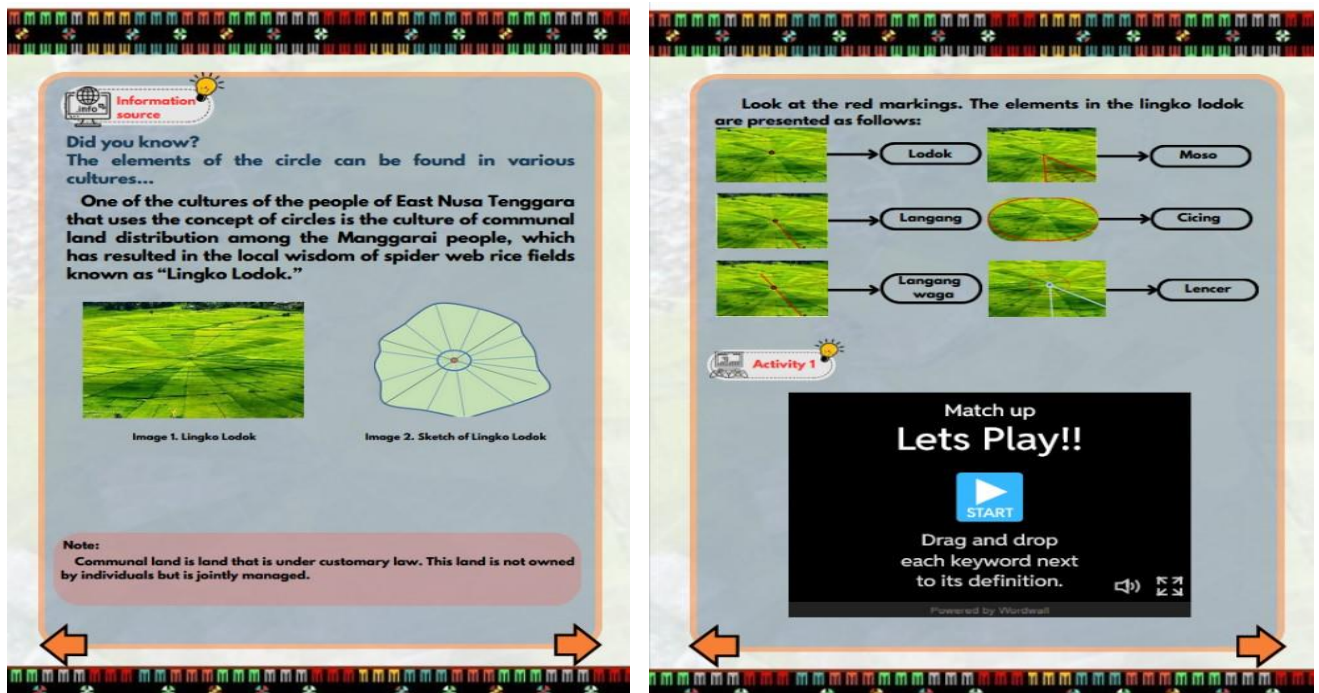 .info
Information
source
Did you know?
The elements of the circle can be found in various
cultures...
One of the cultures of the people of East Nusa Tenggara
that uses the concept of circles is the culture of communal
land distribution among the Manggarai people, which
has resulted in the local wisdom of spider web rice fields
known as “Lingko Lodok.”
Image 1. Lingko Lodok
Image 2. Sketch of Lingko Lodok
Note:
Communal land is land that is under customary law. This land is not owned
by individuals but is jointly managed.
Look at the red markings. The elements in the lingko lodok
are presented as follows:
Lodok
Moso
Langang
Cicing
Langang
waga
Lencer
Activity 1
Match up
Lets Play!!
START
Drag and drop
each keyword next
to its definition.
Powered by Wordwall